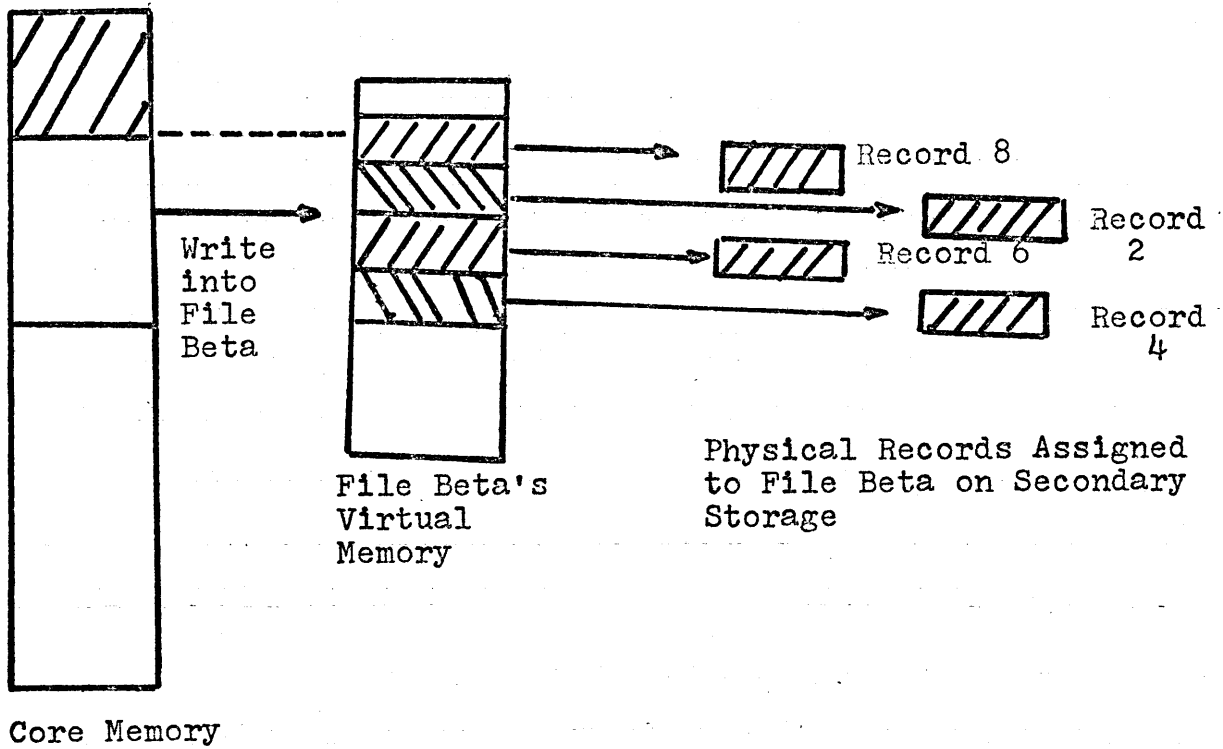 Record 8
Record
2
Record 6
Record
4
Write
into
File
Beta
File Beta's
Virtual
Memory
Physical Records Assigned
to File Beta on Secondary
Storage
Core Memory